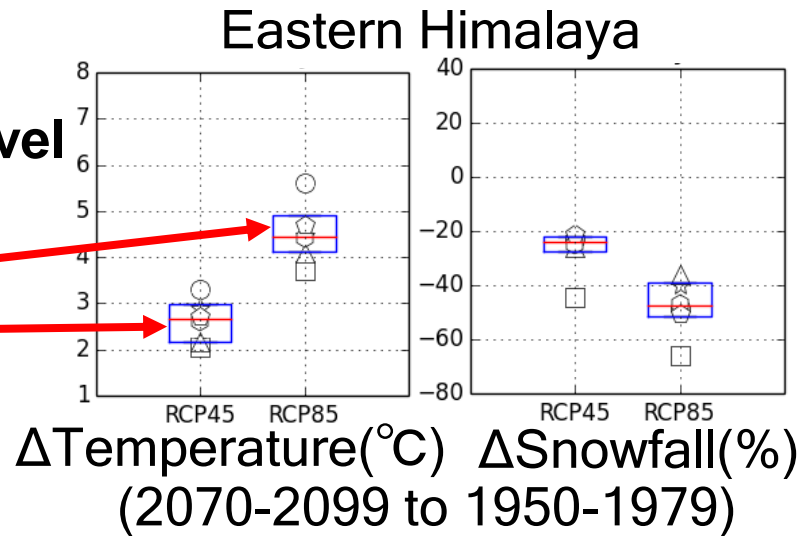 Eastern Himalaya
vel
8
7
6
5
4
3
2
1
RCP45 RCP85
40
20
0
−20
−40
−60
−80
RCP45 RCP85
ΔTemperature(℃) ΔSnowfall(%)
(2070-2099 to 1950-1979)